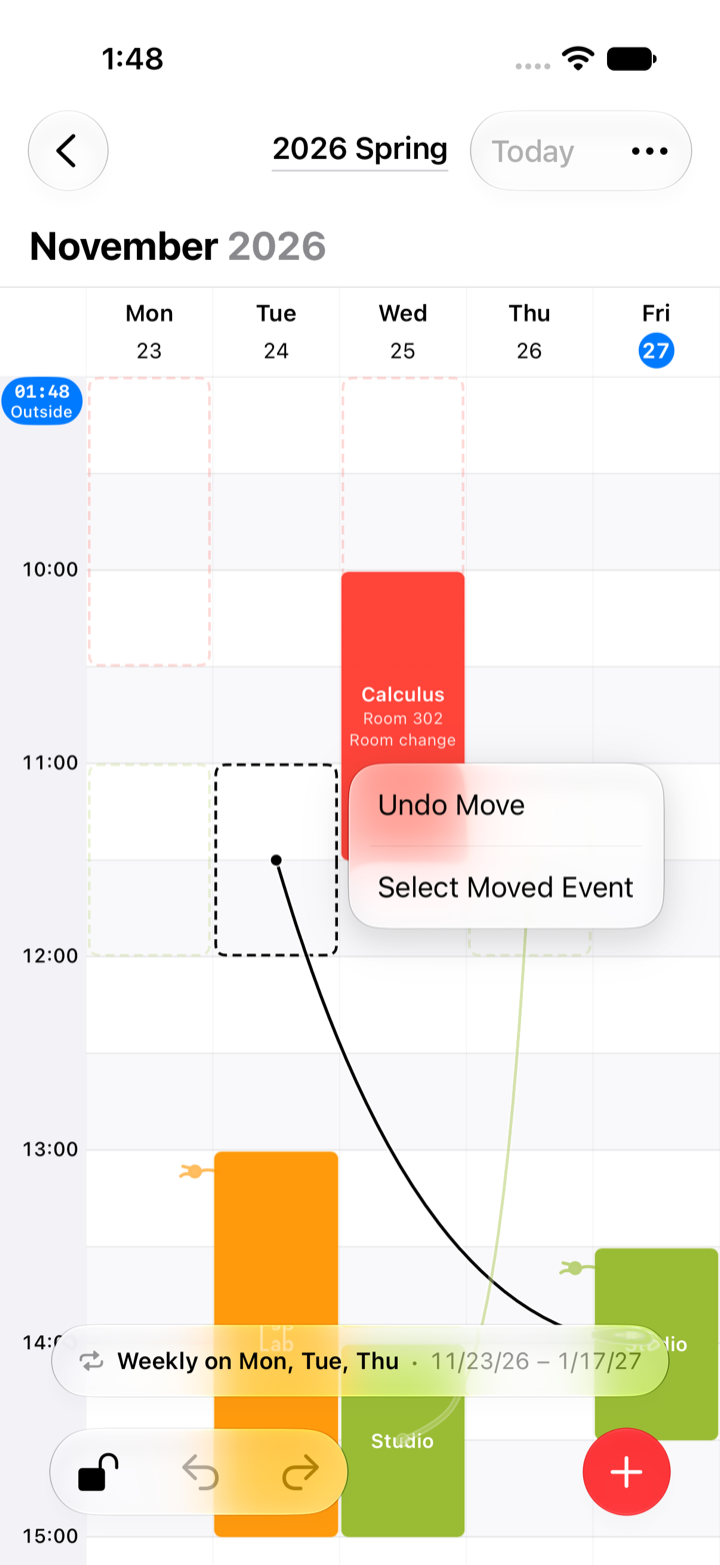 1:48
2026 Spring
Today
November 2026
Mon
Tue
Wed
Thu
Fri
23
24
25
26
27
01:48
Outside
10:00
Calculus
Room 302
Room change
11:00
Undo Move
Select Moved Event
12:00
13:00
Lab
Weekly on Mon, Tue, Thu · 11/23/26 – 1/17/27
Studio
15:00